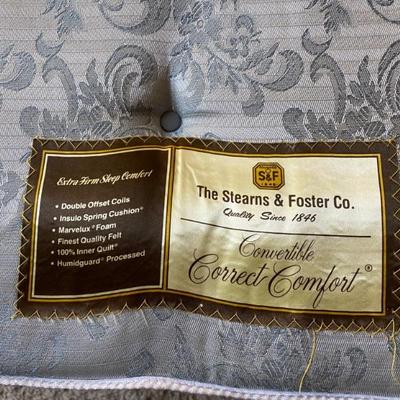 Extra Firm Sleep Comfort
• Double Offset Coils
• Insulo Spring Cushion®
• Marvelux® Foam
• Finest Quality Felt
• 100% Inner Quilt®
• Humidguard® Processed
S&F
1846
The Stearns & Foster Co.
Quality Since 1846
Convertible
Correct Comfort®